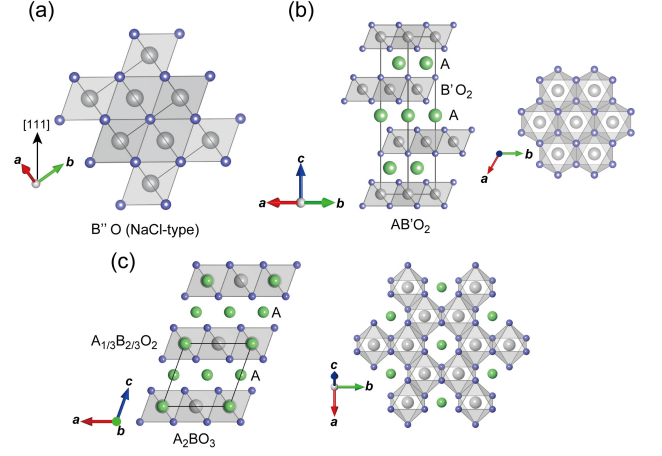 (a)
[111]
a
b
B'' O (NaCl-type)
(b)
A
B' O2
A
c
a
b
AB'O2
b
a
(c)
A
A1/3B2/3O2
A
c
a
b
A2BO3
c
b
a